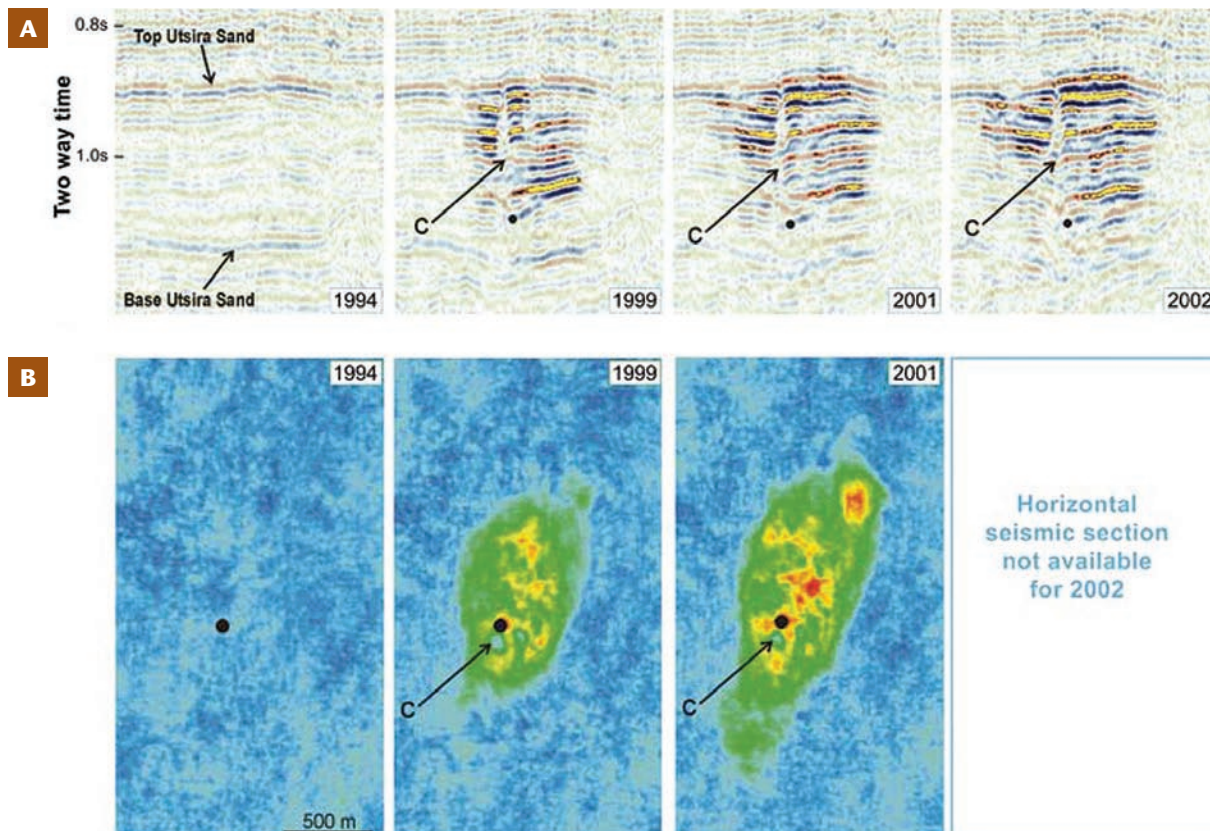 A
0.8s
Top Utsira Sand
Two way time
1.0s
C
C
C
Base Utsira Sand
1994
1999
2001
2002
B
1994
1999
2001
C
C
Horizontal
seismic section
not available
for 2002
500 m